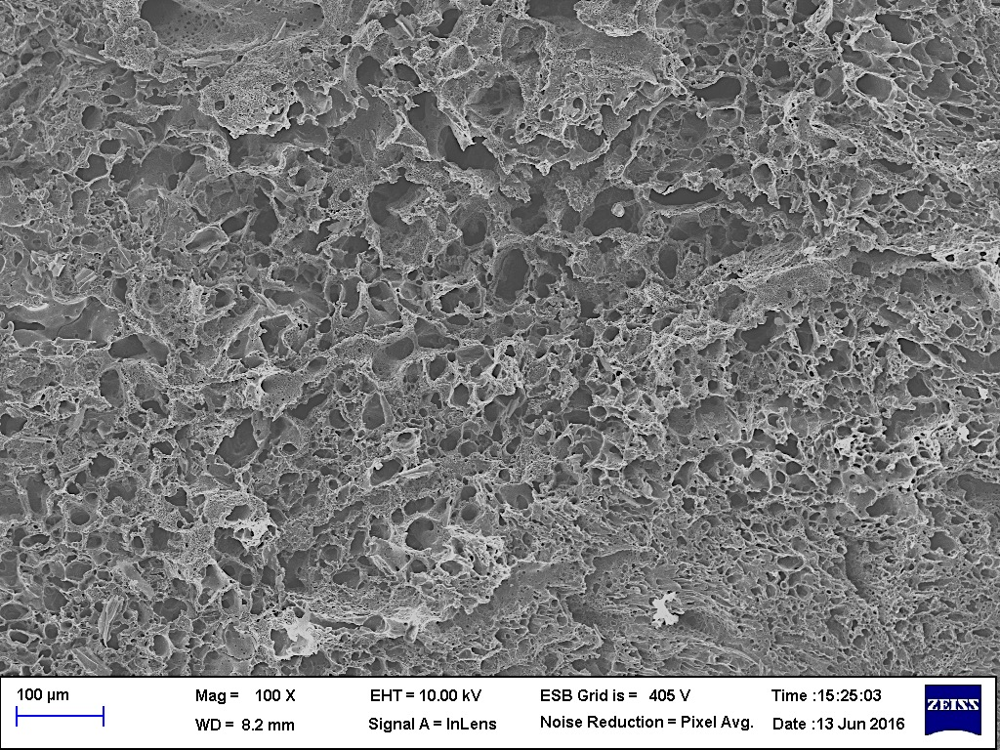 100 µm
Mag = 100 X
EHT = 10.00 kV
ESB Grid is = 405 V
Time :15:25:03
WD = 8.2 mm
Signal A = InLens
Noise Reduction = Pixel Avg.
Date :13 Jun 2016
ZEISS